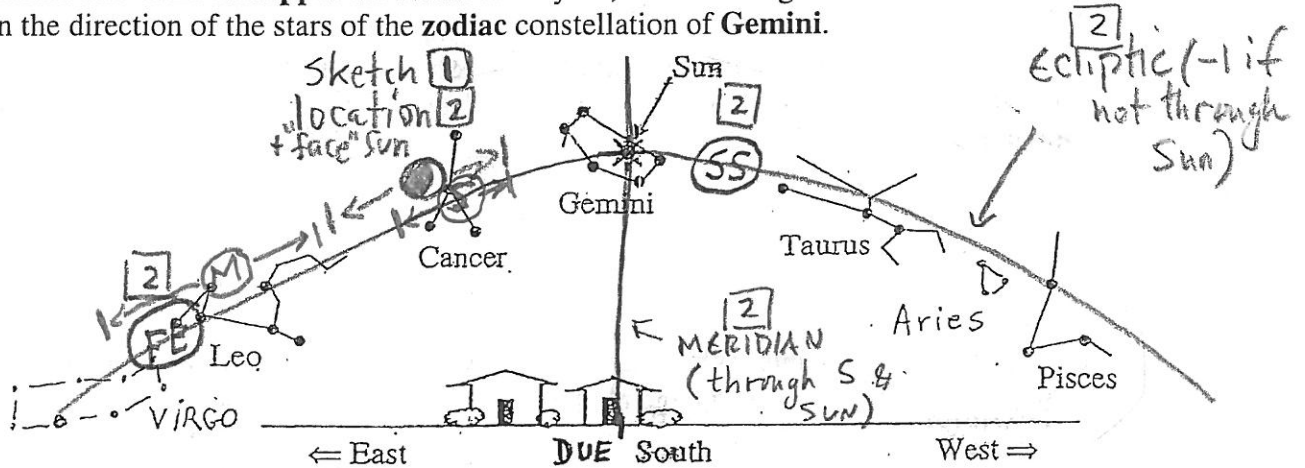 n the direction of the stars of the zodiac constellation of Gemini.
Sketch 1
"location 2
+ face" Sun
Sun
2
2
Ecliptic (-1 if
not through
Sun)
SS
Gemini
S
Cancer
Taurus
M
2
FE
Leo
VIRGO
Aries
Pisces
2
MERIDIAN
(through S &
SUN)
⇐ East
DUE South
West ⇒